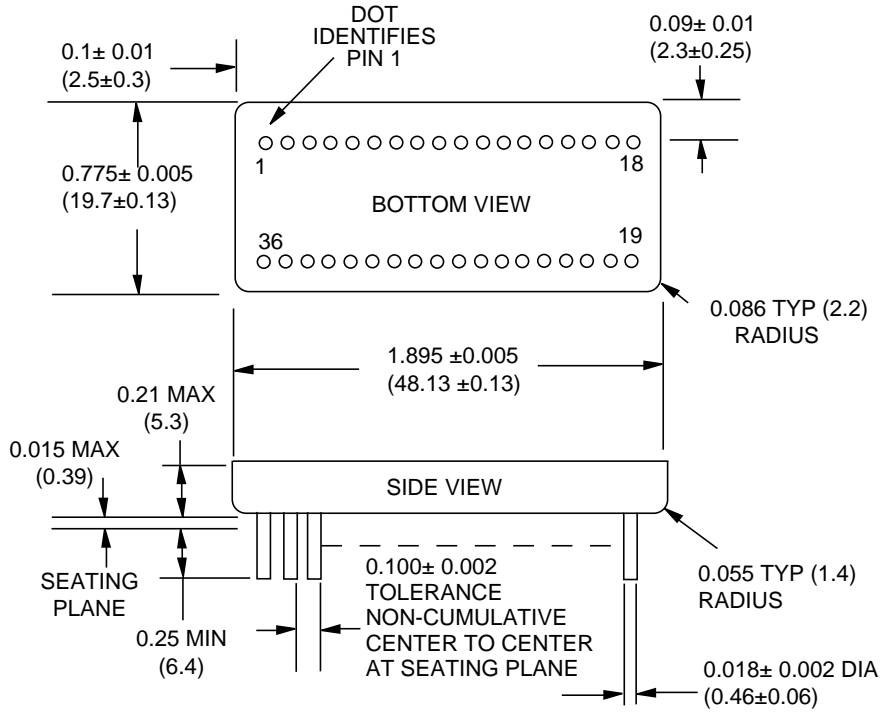 DOT
IDENTIFIES
PIN 1
0.1± 0.01
(2.5±0.3)
0.09± 0.01
(2.3±0.25)
0.775± 0.005
(19.7±0.13)
1
18
BOTTOM VIEW
36
19
0.086 TYP (2.2)
RADIUS
1.895 ±0.005
(48.13 ±0.13)
0.21 MAX
(5.3)
0.015 MAX
(0.39)
SIDE VIEW
SEATING
PLANE
0.25 MIN
(6.4)
0.100± 0.002
TOLERANCE
NON-CUMULATIVE
CENTER TO CENTER
AT SEATING PLANE
0.055 TYP (1.4)
RADIUS
0.018± 0.002 DIA
(0.46±0.06)